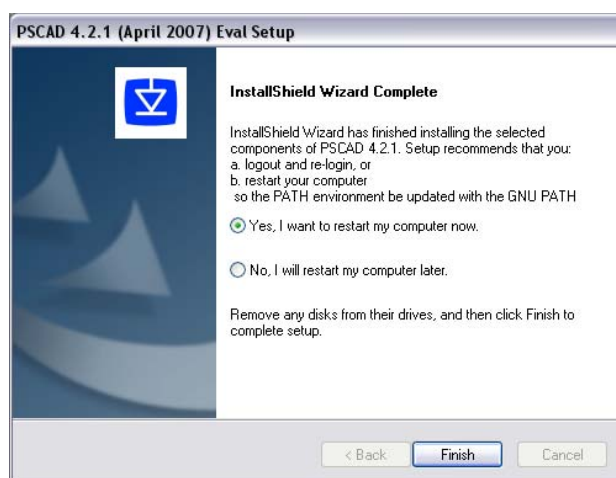 PSCAD 4.2.1 (April 2007) Eval Setup
InstallShield Wizard Complete
InstallShield Wizard has finished installing the selected
components of PSCAD 4.2.1. Setup recommends that you:
a. logout and re-login, or
b. restart your computer
so the PATH environment be updated with the GNU PATH
Yes, I want to restart my computer now.
No, I will restart my computer later.
Remove any disks from their drives, and then click Finish to
complete setup.
< Back Finish Cancel